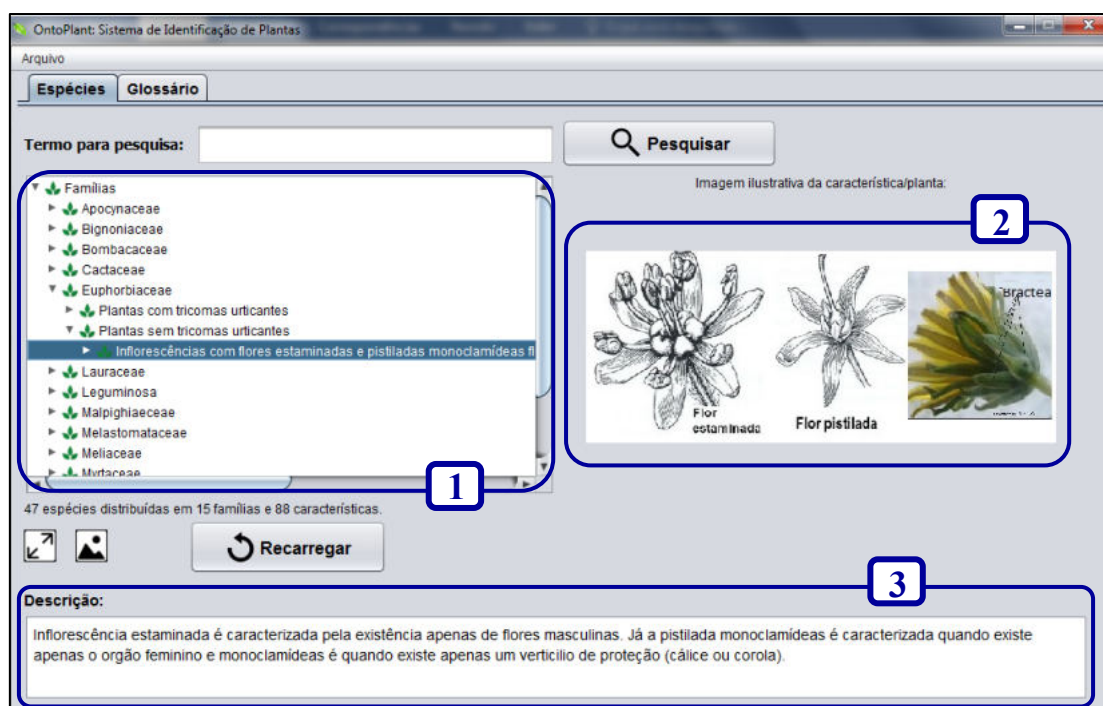 OntoPlant: Sistema de Identificação de Plantas
Arquivo
Espécies Glossário
Termo para pesquisa:
Pesquisar
Imagem ilustrativa da característica/planta:
Famílias
Apocynaceae
Bignoniaceae
Bombacaceae
Cactaceae
Euphorbiaceae
Plantas com tricomas urticantes
Plantas sem tricomas urticantes
Inflorescências com flores estaminadas e pistiladas monoclamídeas fl
Lauraceae
Leguminosa
Malpighiaeceae
Melastomataceae
Meliaceae
Myrtaceae
1
2
Flor
estaminada
Flor pistilada
Bractea
47 espécies distribuídas em 15 famílias e 88 características.
Recarregar
3
Descrição:
Inflorescência estaminada é caracterizada pela existência apenas de flores masculinas. Já a pistilada monoclamídeas é caracterizada quando existe
apenas o orgão feminino e monoclamídeas é quando existe apenas um verticilio de proteção (cálice ou corola).